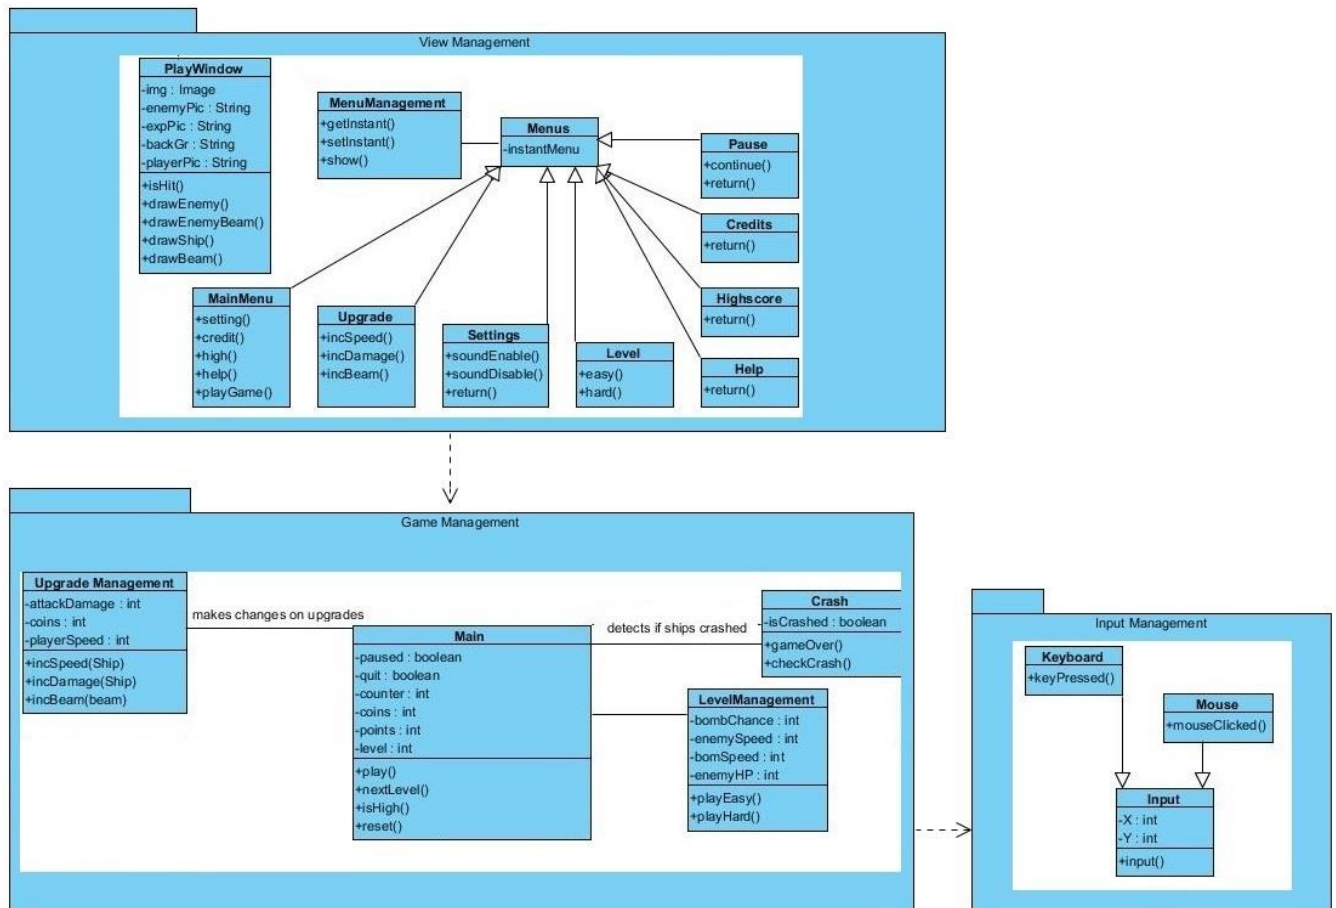 View Management
PlayWindow
-img : Image
-enemyPic : String
-expPic : String
-backGr : String
-playerPic : String
+isHit()
+drawEnemy()
+drawEnemyBeam()
+drawShip()
+drawBeam()
MenuManagement
+getInstant()
+setInstant()
+show()
Menus
-instantMenu
Pause
+continue()
+return()
Credits
+return()
Highscore
+return()
Help
+return()
MainMenu
+setting()
+credit()
+high()
+help()
+playGame()
Upgrade
+incSpeed()
+incDamage()
+incBeam()
Settings
+soundEnable()
+soundDisable()
+return()
Level
+easy()
+hard()
Game Management
Upgrade Management
-attackDamage : int
-coins : int
-playerSpeed : int
+incSpeed(Ship)
+incDamage(Ship)
+incBeam(beam)
makes changes on upgrades
Main
-paused : boolean
-quit : boolean
-counter : int
-coins : int
-points : int
-level : int
+play()
+nextLevel()
+isHigh()
+reset()
detects if ships crashed
Crash
-isCrashed : boolean
+gameOver()
+checkCrash()
LevelManagement
-bombChance : int
-enemySpeed : int
-bomSpeed : int
-enemyHP : int
+playEasy()
+playHard()
Input Management
Keyboard
+keyPressed()
Mouse
+mouseClicked()
Input
-X : int
-Y : int
+input()